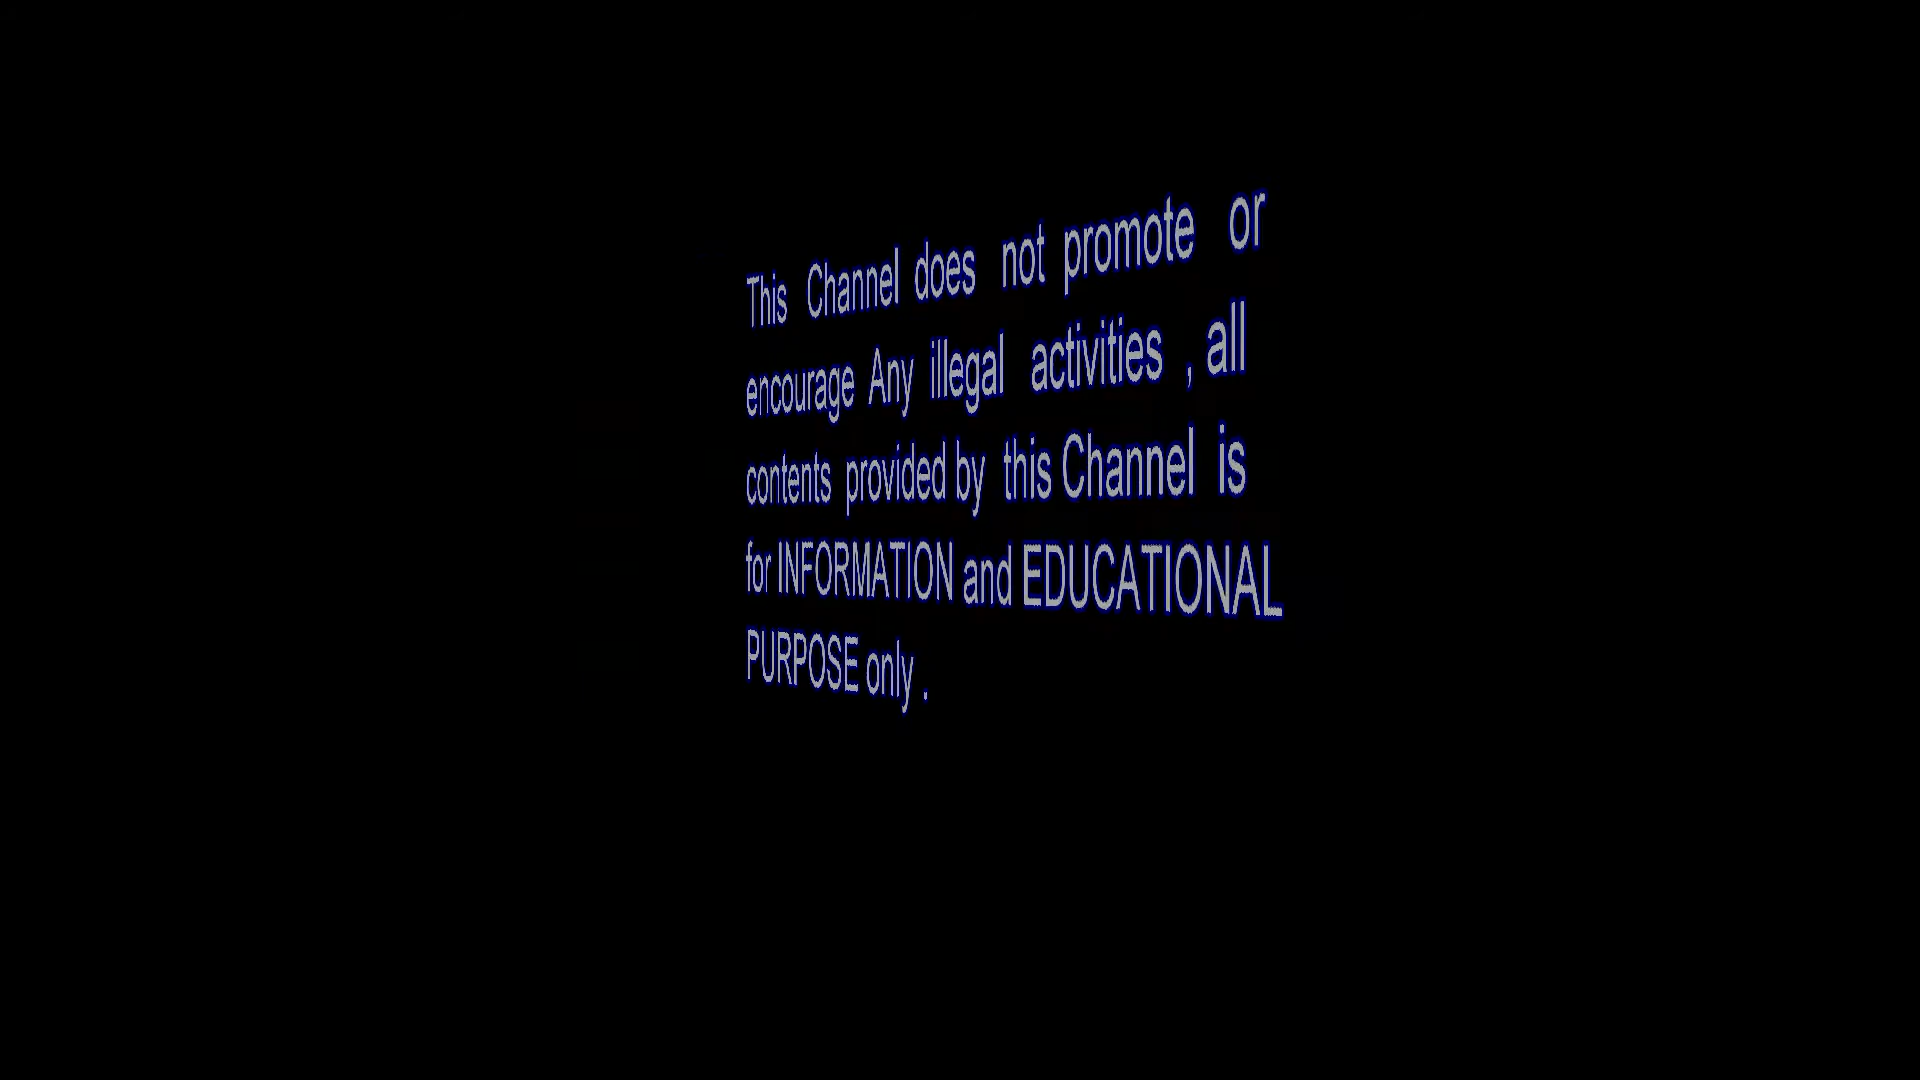 This Channel does not promote or
encourage Any illegal activities , all
contents provided by this Channel is
for INFORMATION and EDUCATIONAL
PURPOSE only .